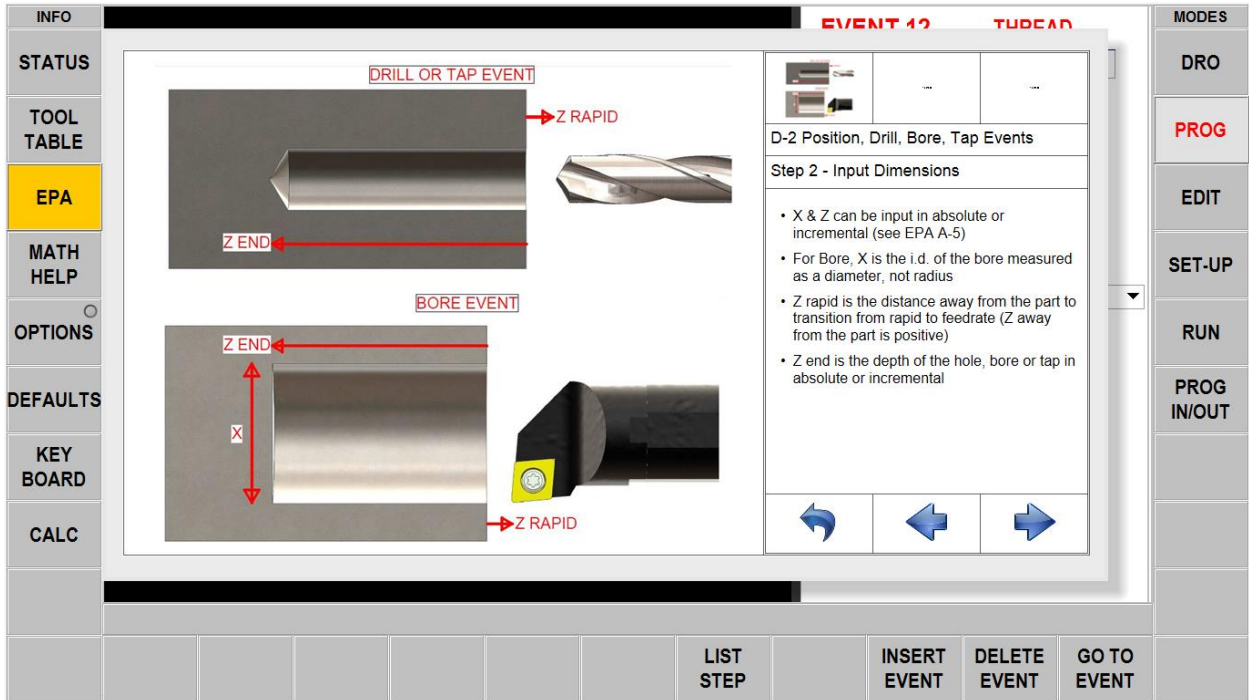 INFO
EVENT 12 THREAD
MODES
STATUS
TOOL
TABLE
EPA
MATH
HELP
OPTIONS
DEFAULTS
KEY
BOARD
CALC
DRILL OR TAP EVENT
Z RAPID
Z END
BORE EVENT
Z END
X
Z RAPID
D-2 Position, Drill, Bore, Tap Events
Step 2 - Input Dimensions
• X & Z can be input in absolute or
incremental (see EPA A-5)
• For Bore, X is the i.d. of the bore measured
as a diameter, not radius
• Z rapid is the distance away from the part to
transition from rapid to feedrate (Z away
from the part is positive)
• Z end is the depth of the hole, bore or tap in
absolute or incremental
DRO
PROG
EDIT
SET-UP
RUN
PROG
IN/OUT
LIST
STEP
INSERT
EVENT
DELETE
EVENT
GO TO
EVENT